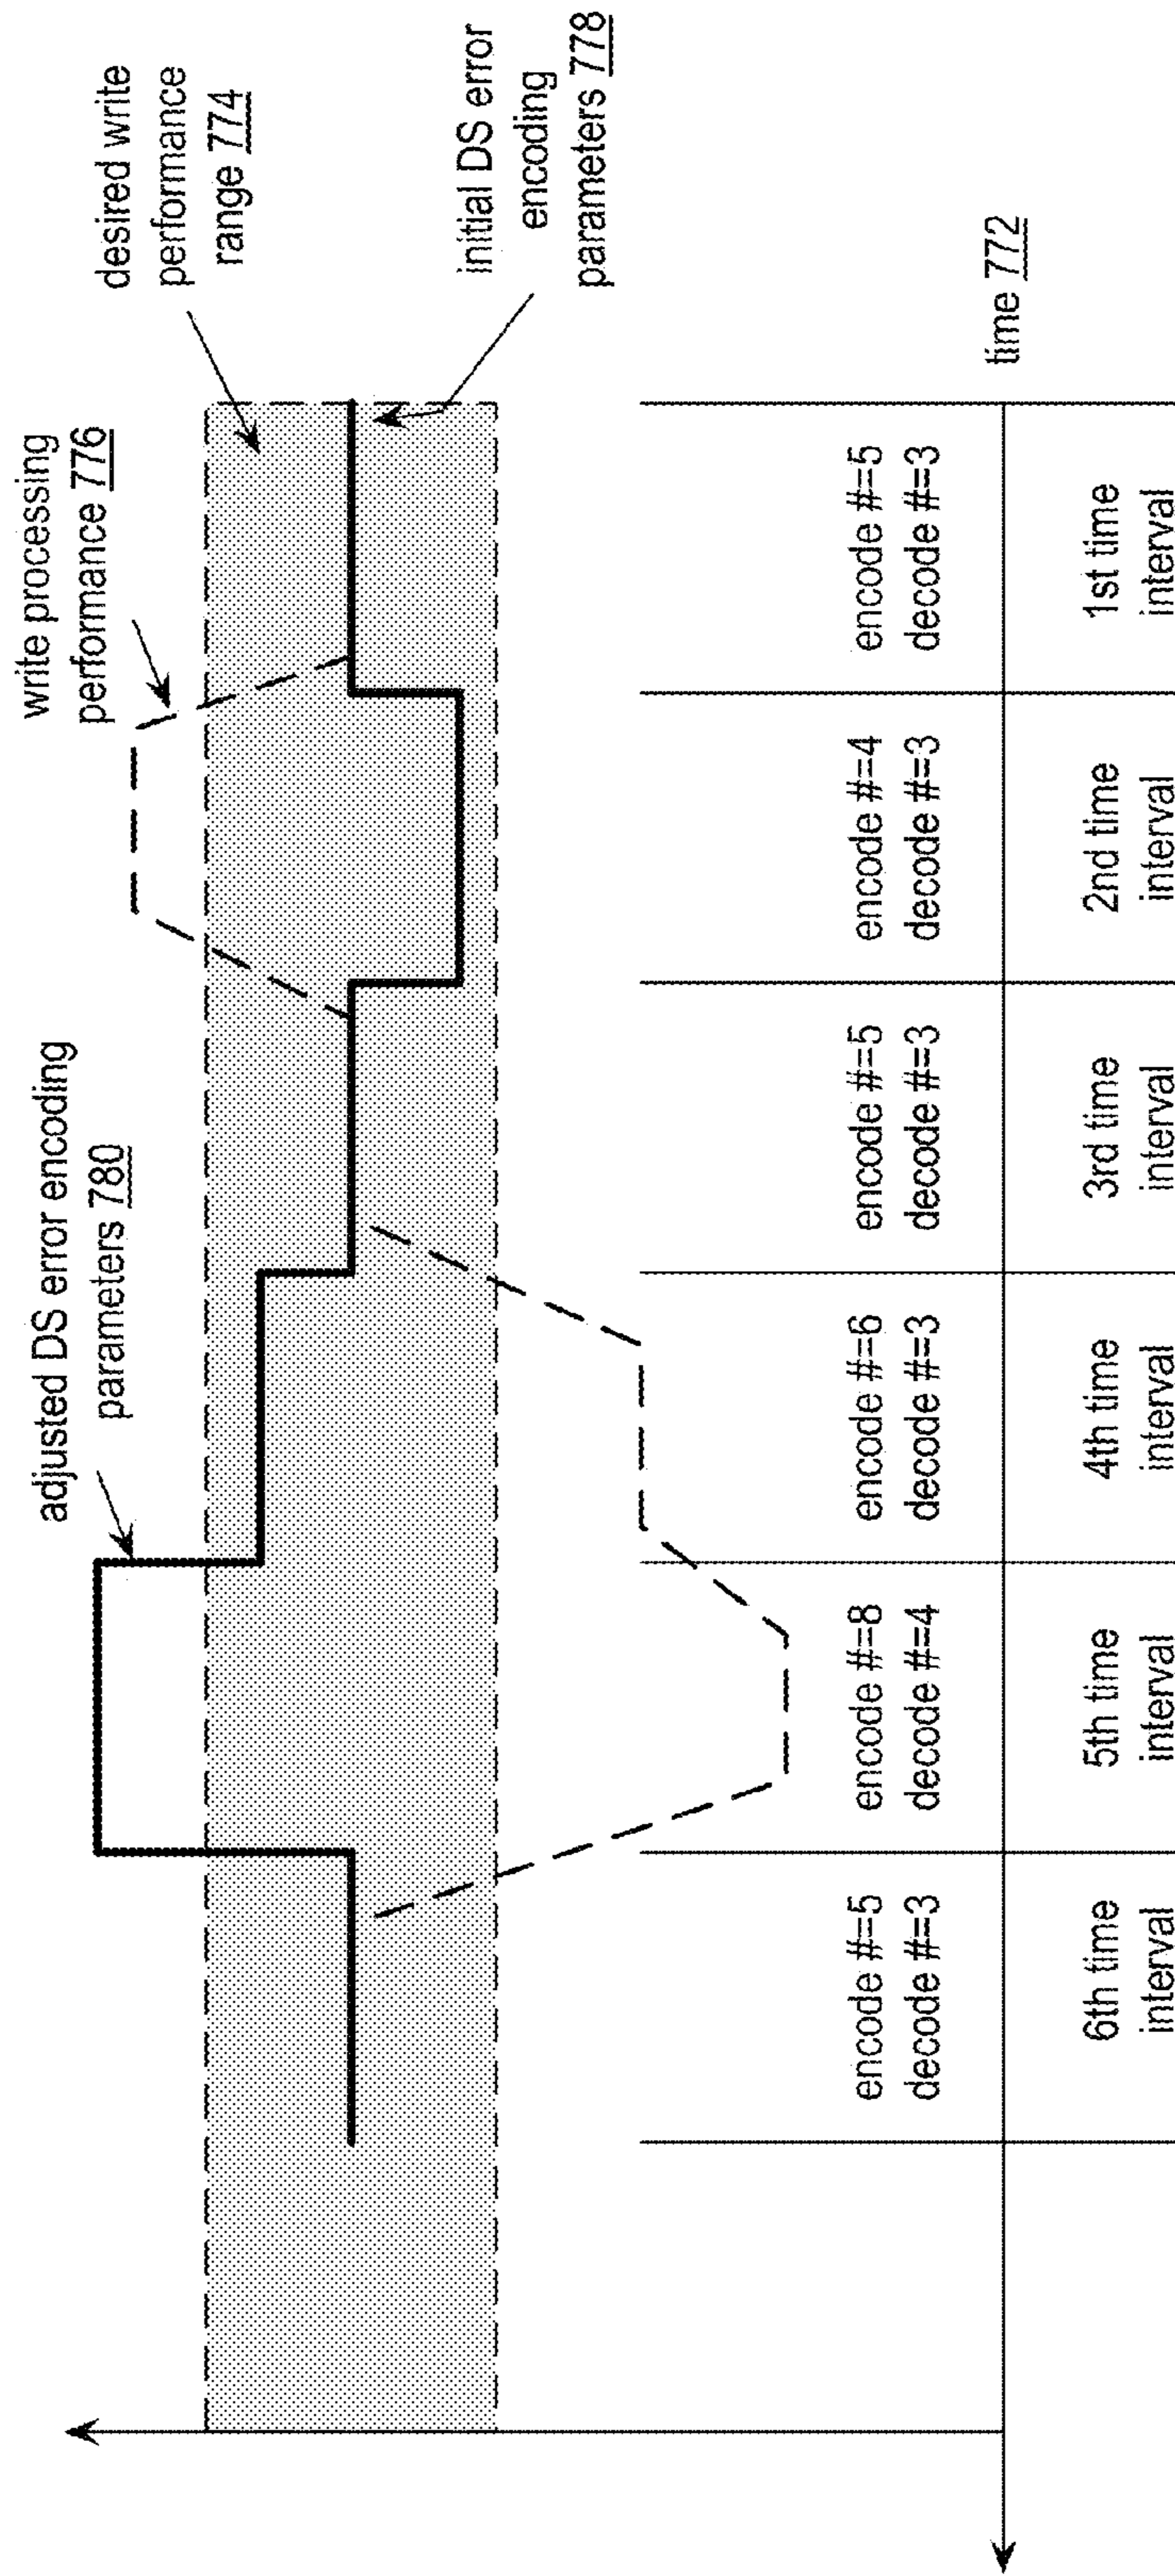 write processing
performance 776
desired write
performance
range 774
adjusted DS error encoding
parameters 780
initial DS error
encoding
parameters 778
time 772
encode #=5
decode #=3
encode #=8
decode #=4
encode #=6
decode #=3
encode #=5
decode #=3
encode #=4
decode #=3
encode #=5
decode #=3
6th time
interval
5th time
interval
4th time
interval
3rd time
interval
2nd time
interval
1st time
interval